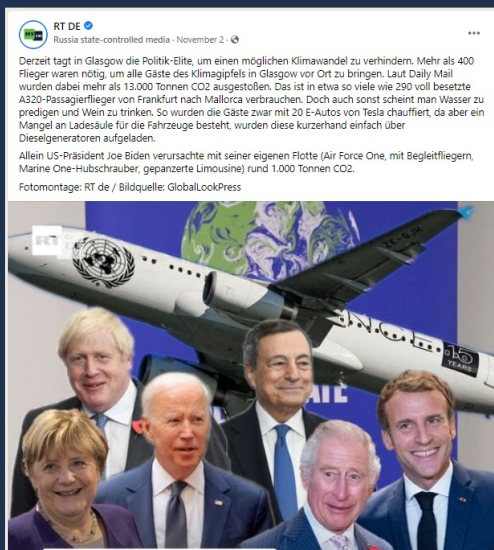 RT DE
Russia state-controlled media · November 2 ·
Derzeit tagt in Glasgow die Politik-Elite, um einen möglichen Klimawandel zu verhindern. Mehr als 400
Flieger waren nötig, um alle Gäste des Klimagipfels in Glasgow vor Ort zu bringen. Laut Daily Mail
wurden dabei mehr als 13.000 Tonnen CO2 ausgestoßen. Das ist in etwa so viele wie 290 voll besetzte
A320-Passagierflieger von Frankfurt nach Mallorca verbrauchen. Doch auch sonst scheint man Wasser zu
predigen und Wein zu trinken. So wurden die Gäste zwar mit 20 E-Autos von Tesla chauffiert, da aber ein
Mangel an Ladesäule für die Fahrzeuge besteht, wurden diese kurzerhand einfach über
Dieselgeneratoren aufgeladen.
Allein US-Präsident Joe Biden verursachte mit seiner eigenen Flotte (Air Force One, mit Begleitfliegern,
Marine One-Hubschrauber, gepanzerte Limousine) rund 1.000 Tonnen CO2.
Fotomontage: RT de / Bildquelle: GlobalLookPress
RT
ZK-OJH
15
YEARS